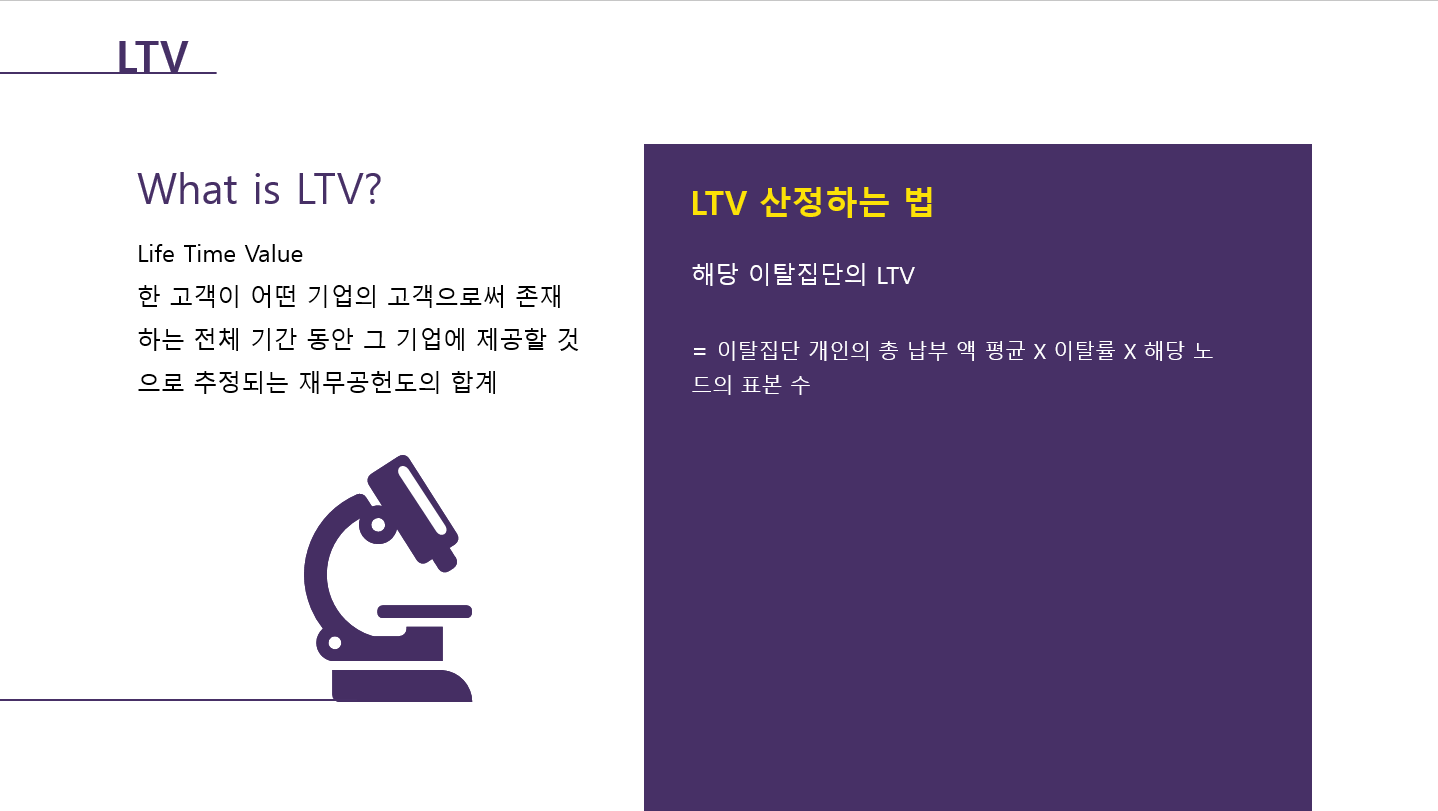 LTV
What is LTV?
Life Time Value
한 고객이 어떤 기업의 고객으로써 존재
하는 전체 기간 동안 그 기업에 제공할 것
으로 추정되는 재무공헌도의 합계
LTV 산정하는 법
해당 이탈집단의 LTV
= 이탈집단 개인의 총 납부 액 평균 X 이탈률 X 해당 노
드의 표본 수